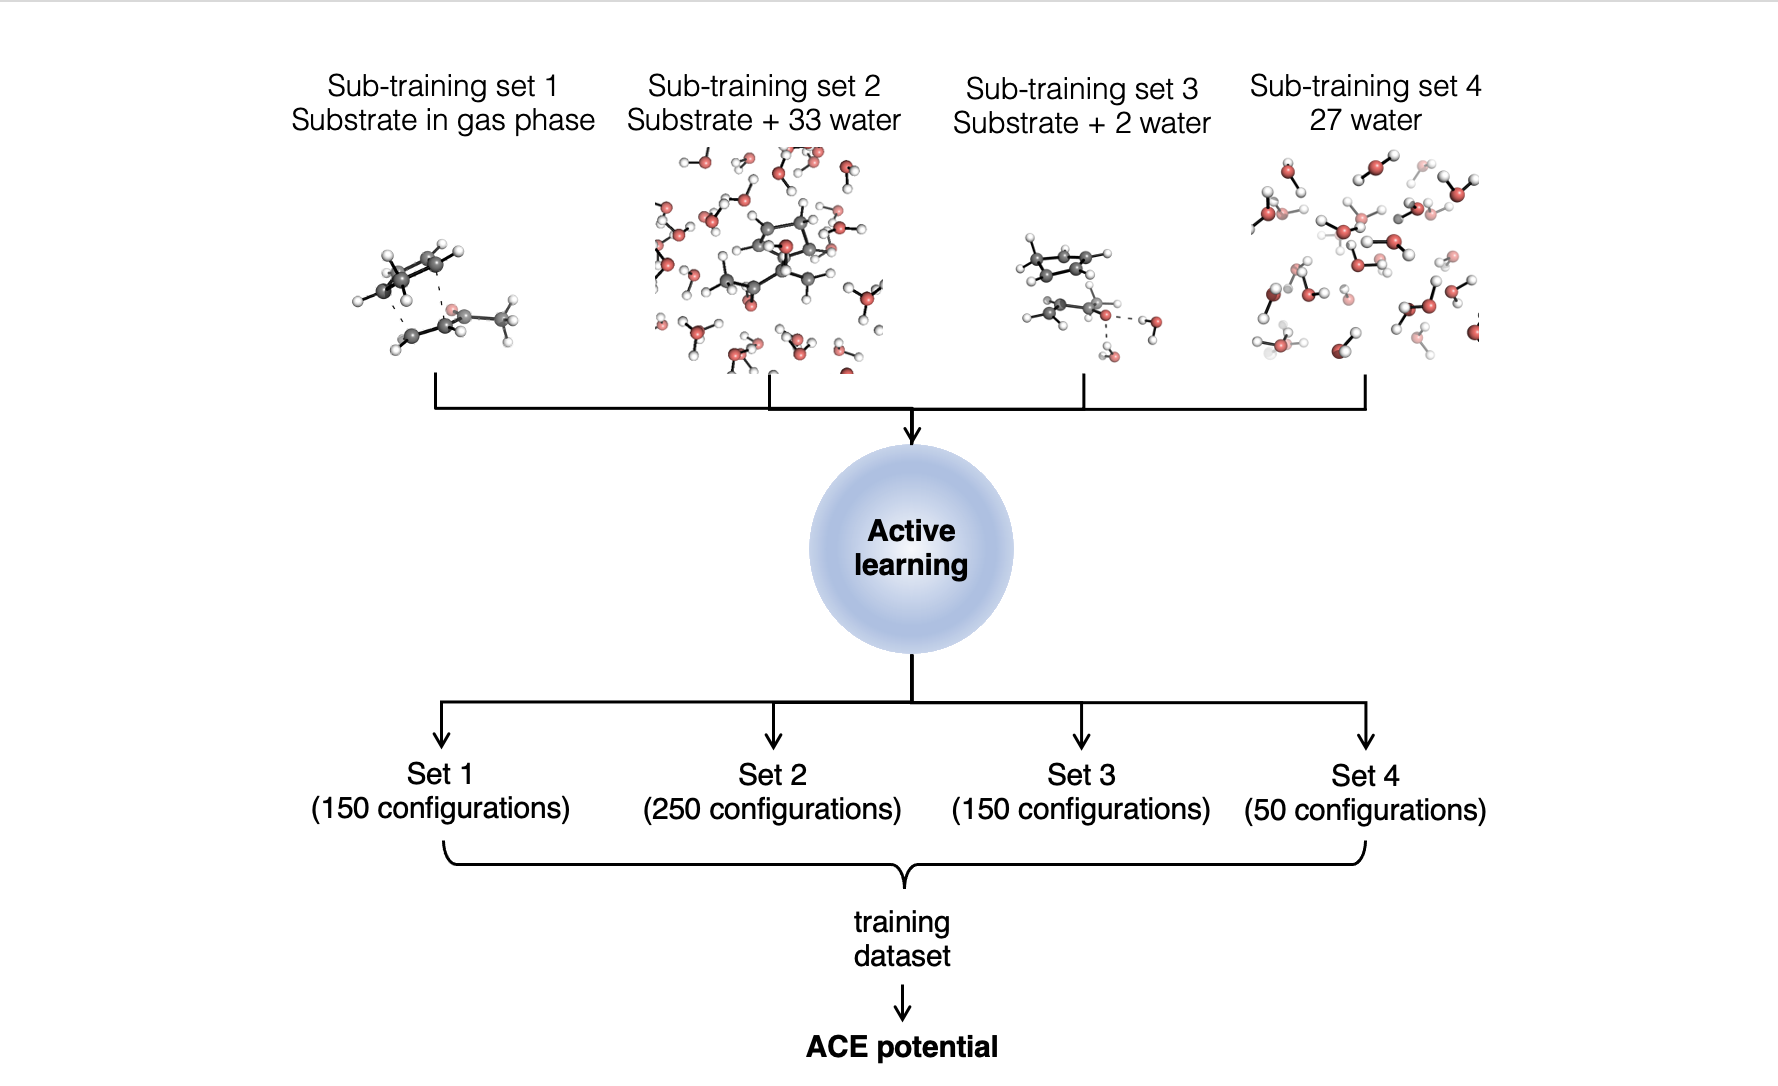 Sub-training set 1
Substrate in gas phase
Sub-training set 2
Substrate + 33 water
Sub-training set 3
Substrate + 2 water
Sub-training set 4
27 water
Active
learning
Set 1
(150 configurations)
Set 2
(250 configurations)
Set 3
(150 configurations)
Set 4
(50 configurations)
training
dataset
ACE potential